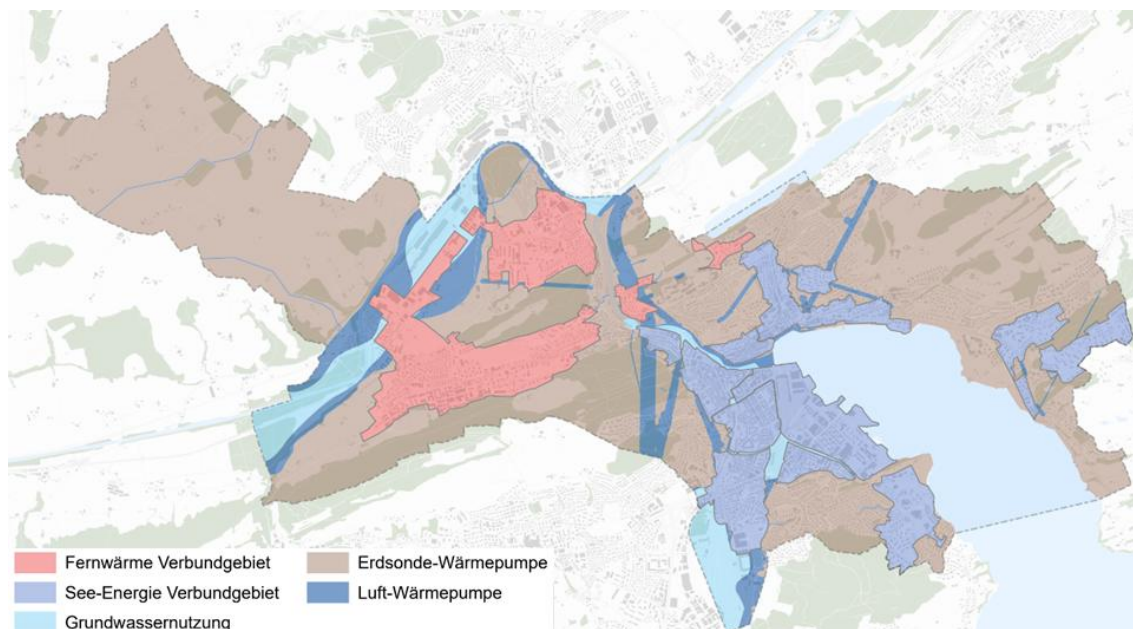 Fernwärme Verbundgebiet
Erdsonde-Wärmepumpe
See-Energie Verbundgebiet
Luft-Wärmepumpe
Grundwassernutzung